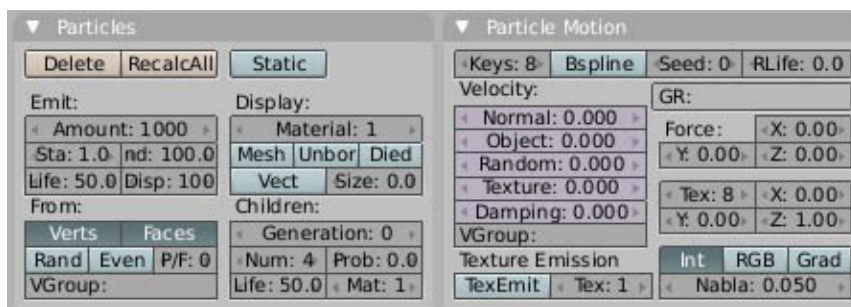 Particles
Delete RecalcAll Static
Emit: Display:
Amount: 1000 Material: 1
Sta: 1.0 nd: 100.0 Mesh Unbor Died
Life: 50.0 Disp: 100 Vect Size: 0.0
From: Children:
Verts Faces Generation: 0
Rand Even P/F: 0 Num: 4 Prob: 0.0
VGroup: Life: 50.0 Mat: 1
Particle Motion
Keys: 8 Bspline Seed: 0 RLife: 0.0
Velocity: GR:
Normal: 0.000
Object: 0.000
Random: 0.000
Texture: 0.000
Damping: 0.000
VGroup:
Force: X: 0.00
Y: 0.00 Z: 0.00
Tex: 8 X: 0.00
Y: 0.00 Z: 1.00
Texture Emission Int RGB Grad
TexEmit Tex: 1 Nabla: 0.050